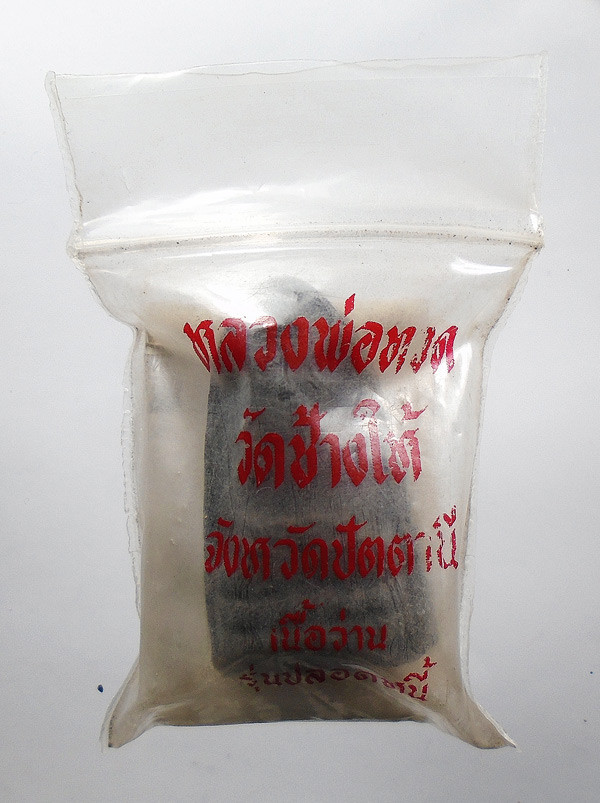 หลวงพ่อทวด
วัดช้างให้
จังหวัดปัตตานี
เนื้อว่าน
รุ่นปลอดหนี้